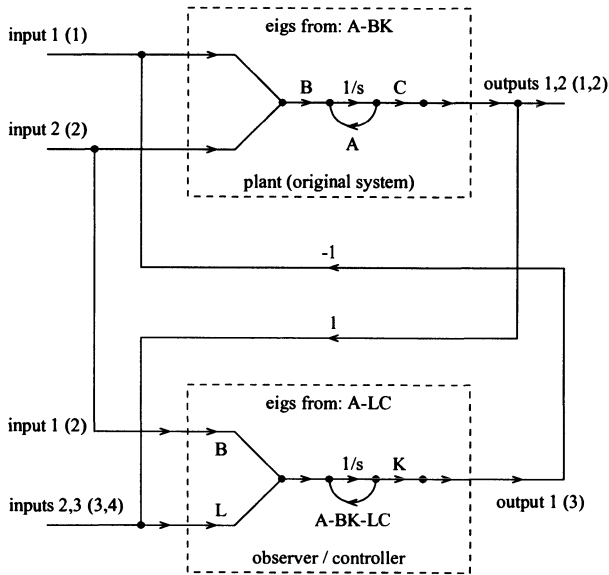 input 1 (1)
eigs from: A-BK
B
1/s
C
outputs 1,2 (1,2)
input 2 (2)
A
plant (original system)
-1
1
eigs from: A-LC
input 1 (2)
B
1/s
K
inputs 2,3 (3,4)
L
A-BK-LC
output 1 (3)
observer / controller